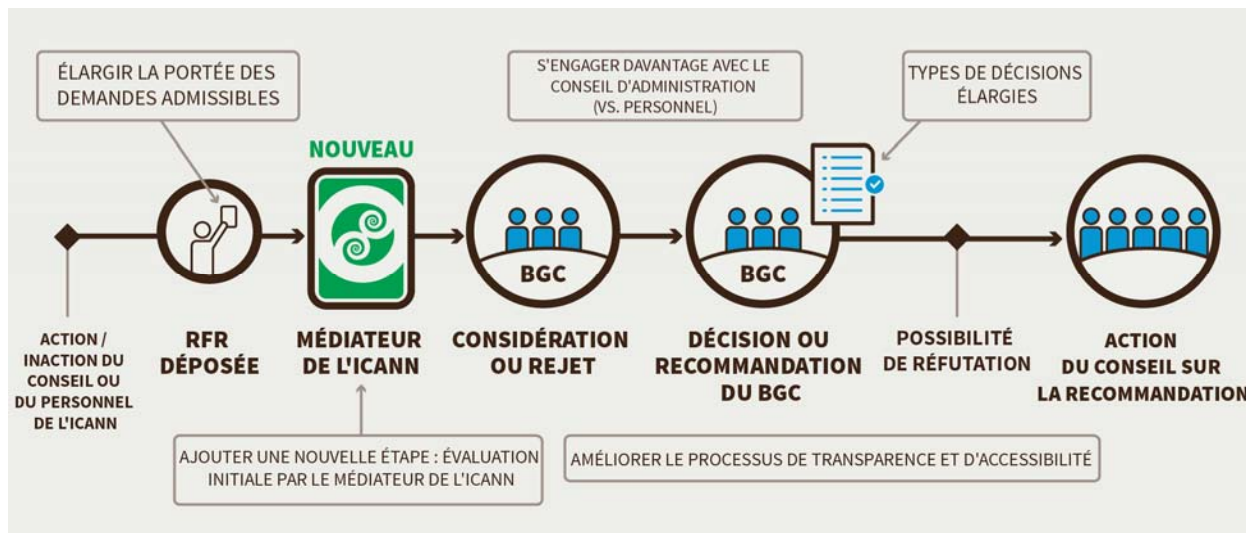 ÉLARGIR LA PORTÉE DES
DEMANDES ADMISSIBLES
S'ENGAGER DAVANTAGE AVEC LE
CONSEIL D'ADMINISTRATION
(VS. PERSONNEL)
TYPES DE DÉCISIONS
ÉLARGIES
NOUVEAU
BGC
BGC
ACTION /
INACTION DU
CONSEIL OU
DU PERSONNEL
DE L'ICANN
RFR
DÉPOSÉE
MÉDIATEUR
DE L'ICANN
CONSIDÉRATION
OU REJET
DÉCISION OU
RECOMMANDATION
DU BGC
POSSIBILITÉ
DE RÉFUTATION
ACTION
DU CONSEIL SUR
LA RECOMMANDATION
AJOUTER UNE NOUVELLE ÉTAPE : ÉVALUATION
INITIALE PAR LE MÉDIATEUR DE L'ICANN
AMÉLIORER LE PROCESSUS DE TRANSPARENCE ET D'ACCESSIBILITÉ